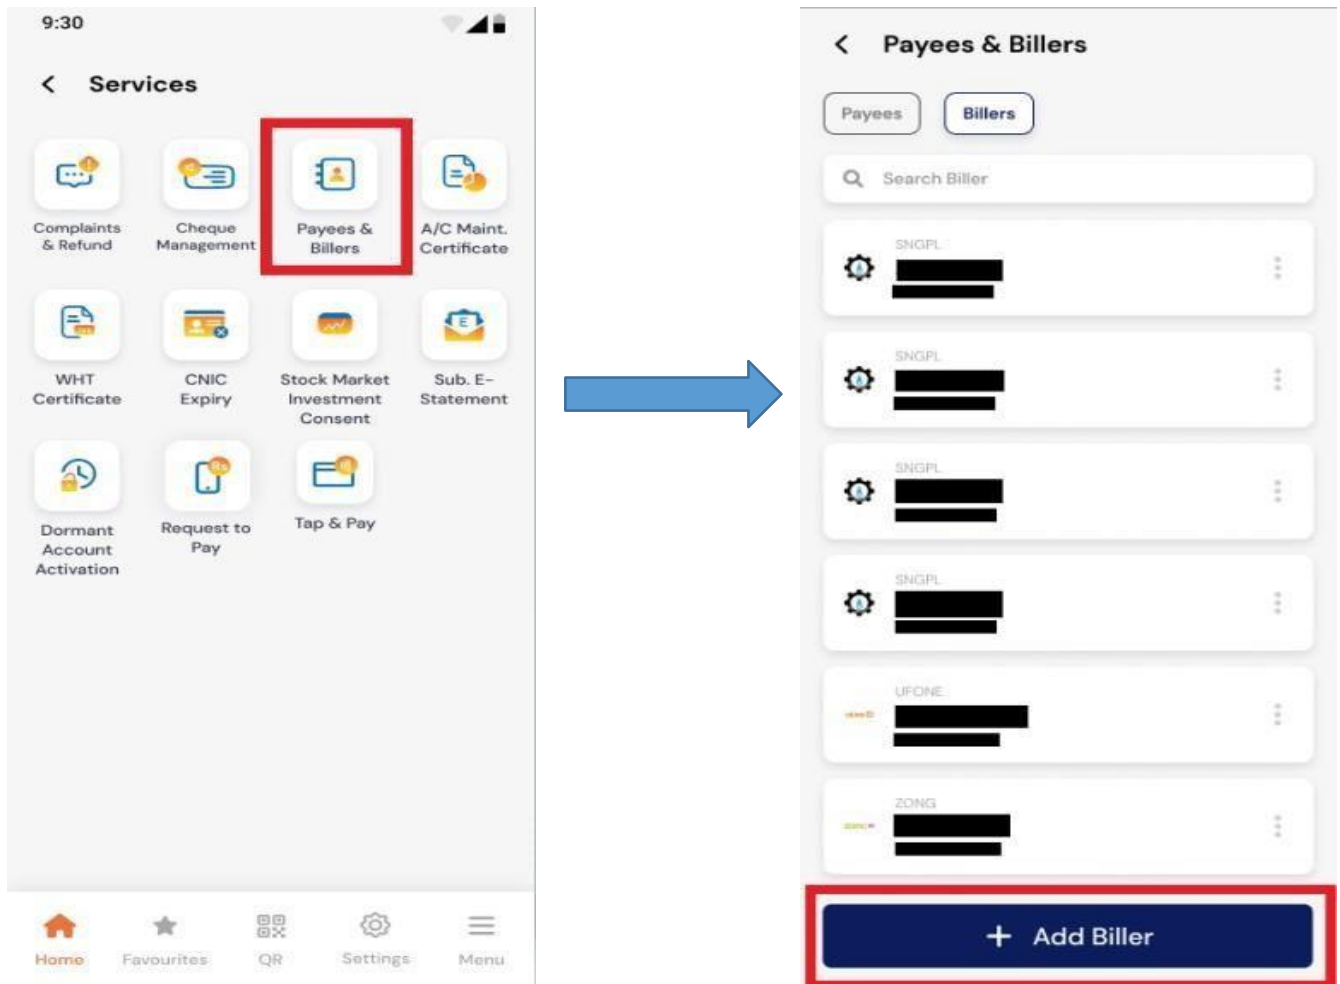 9:30
Services
Complaints
& Refund
Cheque
Management
Payees &
Billers
A/C Maint.
Certificate
WHT
Certificate
CNIC
Expiry
Stock Market
Investment
Consent
Sub. E-
Statement
Dormant
Account
Activation
Request to
Pay
Tap & Pay
Home
Favourites
QR
Settings
Menu
Payees & Billers
Payees
Billers
Search Biller
SNGPL
SNGPL
SNGPL
SNGPL
UFONE
ZONG
+ Add Biller